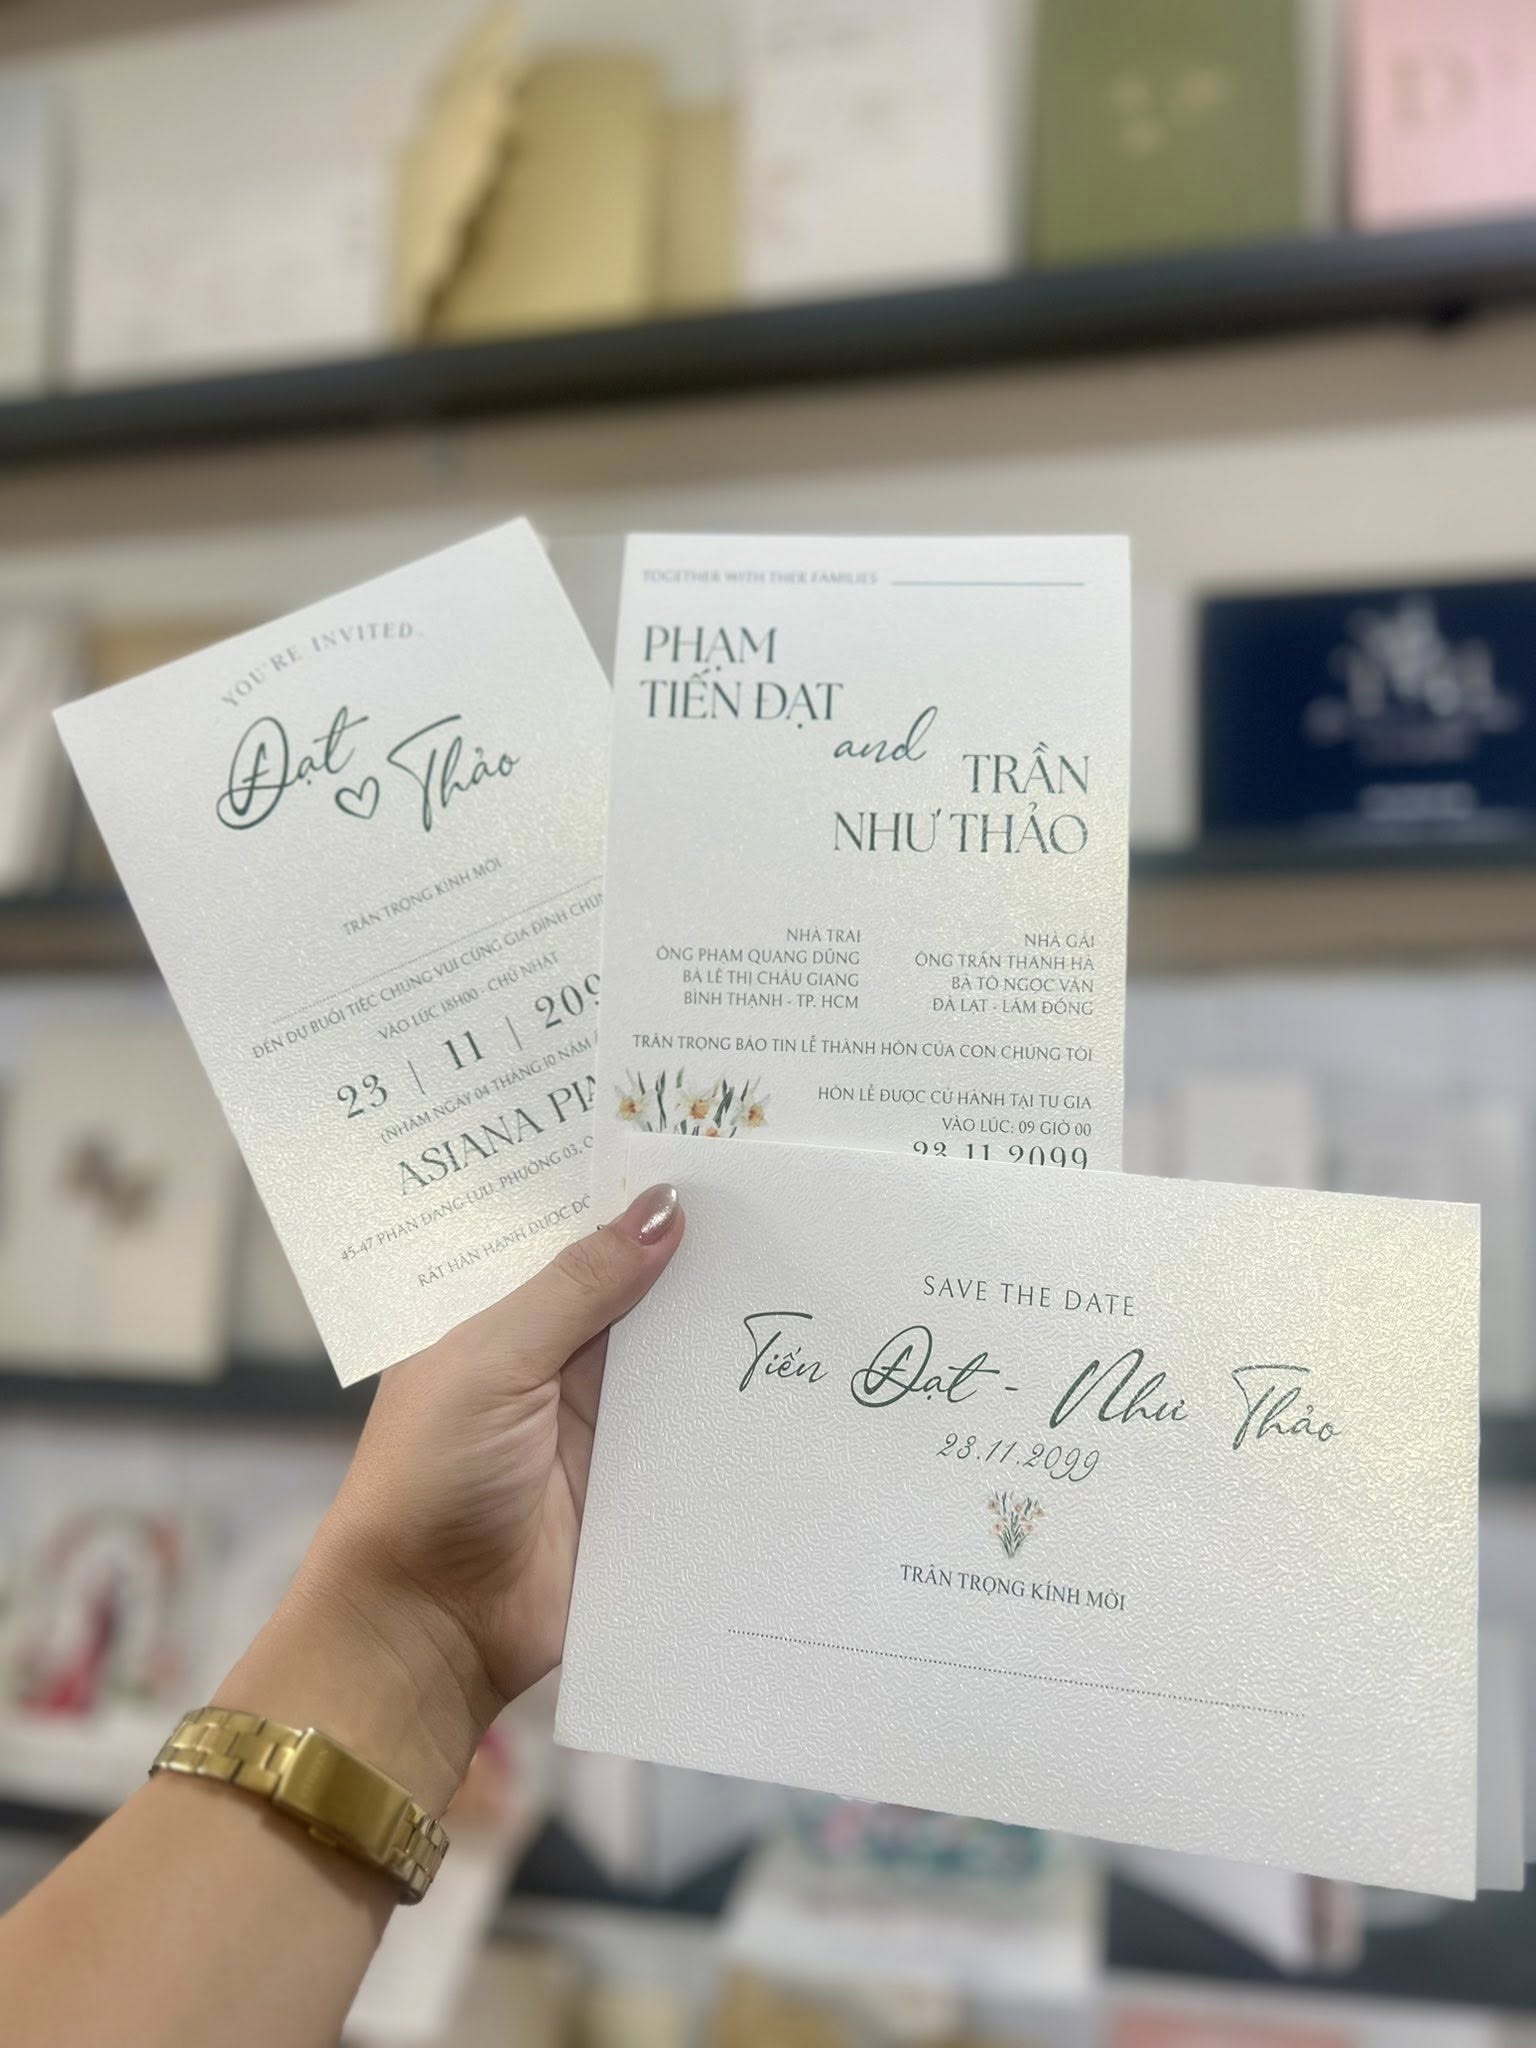 YOU'RE INVITED.
Đạt ♡ Thảo
TRÂN TRỌNG KÍNH MỜI
ĐẾN DỰ BUỔI TIỆC CHUNG VUI CÙNG GIA ĐÌNH CHÚN
VÀO LÚC 18H00 - CHỦ NHẬT
23 | 11 | 209
(NHẰM NGÀY 04 THÁNG 10 NĂM
ASIANA PL
45-47 PHAN ĐĂNG LƯU, PHƯỜNG 03,
RẤT HÂN HẠNH ĐƯỢC ĐÓ
TOGETHER WITH THER FAMILIES
PHẠM
TIẾN ĐẠT
and
TRẦN
NHƯ THẢO
NHÀ TRAI
ÔNG PHẠM QUANG DŨNG
BÀ LÊ THỊ CHÂU GIANG
BÌNH THẠNH - TP. HCM
NHÀ GÁI
ÔNG TRẦN THANH HÀ
BÀ TÔ NGỌC VÂN
ĐÀ LẠT - LÂM ĐỒNG
TRÂN TRỌNG BÁO TIN LỄ THÀNH HÔN CỦA CON CHÚNG TÔI
HÔN LỄ ĐƯỢC CỬ HÀNH TẠI TƯ GIA
VÀO LÚC: 09 GIỜ 00
23.11.2099
SAVE THE DATE
Tiến Đạt - Như Thảo
23.11.2099
TRÂN TRỌNG KÍNH MỜI